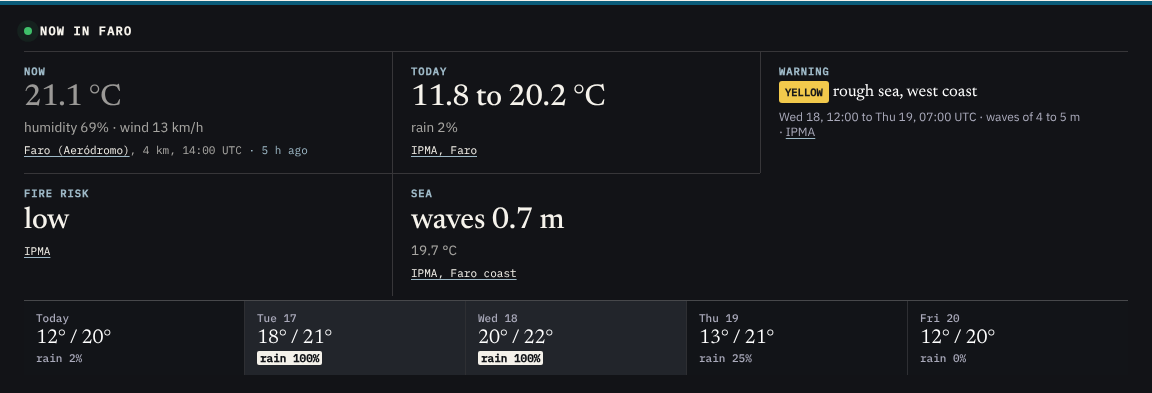 NOW IN FARO
NOW
21.1 °C
humidity 69% · wind 13 km/h
Faro (Aeródromo), 4 km, 14:00 UTC · 5 h ago
TODAY
11.8 to 20.2 °C
rain 2%
IPMA, Faro
WARNING
YELLOW rough sea, west coast
Wed 18, 12:00 to Thu 19, 07:00 UTC · waves of 4 to 5 m
· IPMA
FIRE RISK
low
IPMA
SEA
waves 0.7 m
19.7 °C
IPMA, Faro coast
Today
12° / 20°
rain 2%
Tue 17
18° / 21°
rain 100%
Wed 18
20° / 22°
rain 100%
Thu 19
13° / 21°
rain 25%
Fri 20
12° / 20°
rain 0%